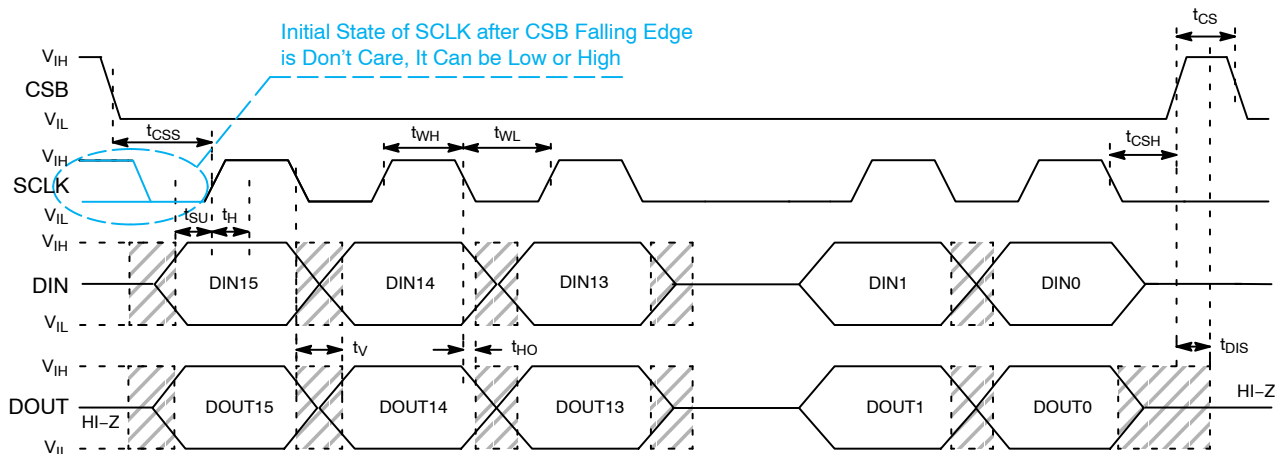 Initial State of SCLK after CSB Falling Edge
is Don't Care, It Can be Low or High
tCS
VIH
CSB
VIL
tCSS
tWH
tWL
tCSH
VIH
SCLK
VIL
tSU
tH
VIH
DIN
DIN15
DIN14
DIN13
DIN1
DIN0
VIL
tV
tHO
tDIS
VIH
DOUT
HI–Z
DOUT15
DOUT14
DOUT13
DOUT1
DOUT0
HI–Z
VIL